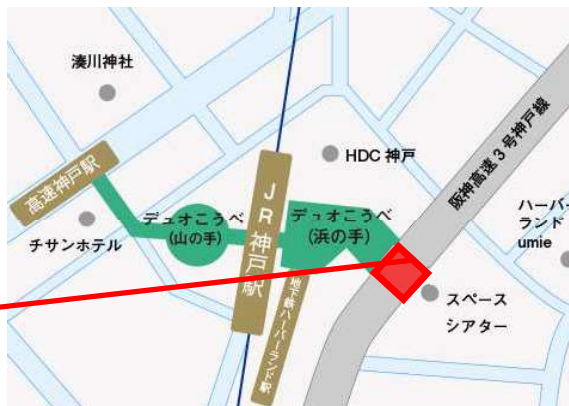 湊川神社
阪神高速3号神戸線
HDC 神戸
高速神戸駅
JR神戸駅
デュオこうべ
(山の手)
デュオこうべ
(浜の手)
ハーバー
ランド
umie
チサンホテル
地下鉄ハーバーランド駅
スペース
シアター